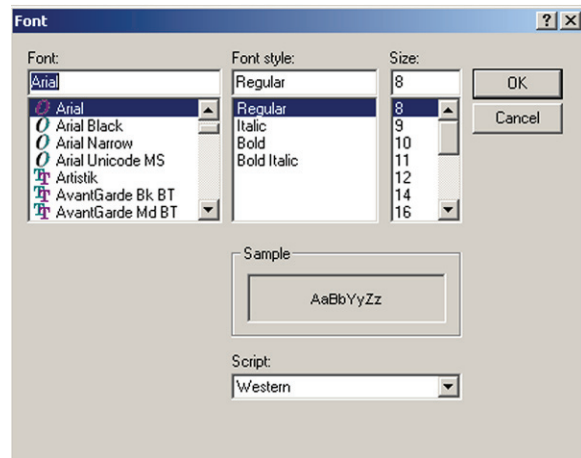 Font
Font:
Font style:
Size:
Arial
Regular
8
OK
Cancel
Arial
Arial Black
Arial Narrow
Arial Unicode MS
Artistik
AvantGarde Bk BT
AvantGarde Md BT
Regular
Italic
Bold
Bold Italic
8
9
10
11
12
14
16
Sample
AaBbYyZz
Script:
Western